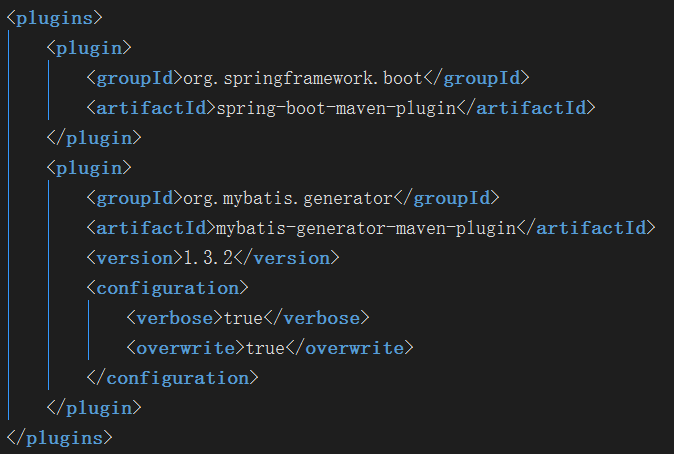 <plugins>
<plugin>
<groupId>org.springframework.boot</groupId>
<artifactId>spring-boot-maven-plugin</artifactId>
</plugin>
<plugin>
<groupId>org.mybatis.generator</groupId>
<artifactId>mybatis-generator-maven-plugin</artifactId>
<version>1.3.2</version>
<configuration>
<verbose>true</verbose>
<overwrite>true</overwrite>
</configuration>
</plugin>
</plugins>